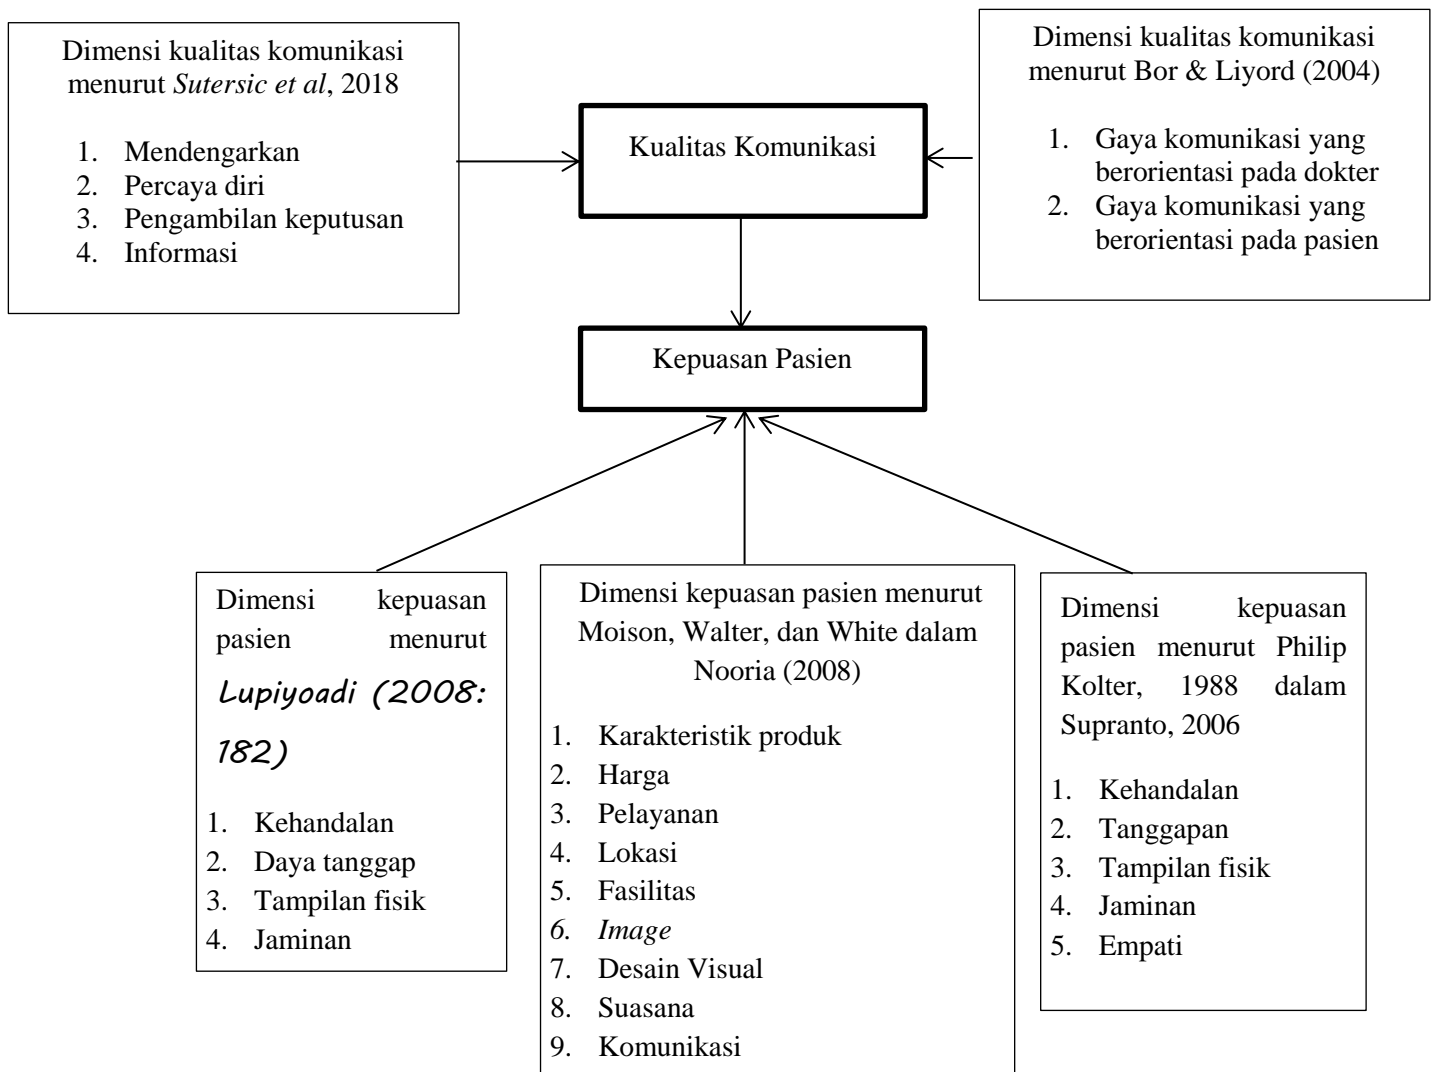 Dimensi kualitas komunikasi
menurut Sutersic et al, 2018
1. Mendengarkan
2. Percaya diri
3. Pengambilan keputusan
4. Informasi
Kualitas Komunikasi
Dimensi kualitas komunikasi
menurut Bor & Liyord (2004)
1. Gaya komunikasi yang
berorientasi pada dokter
2. Gaya komunikasi yang
berorientasi pada pasien
Kepuasan Pasien
Dimensi kepuasan
pasien menurut
Lupiyoadi (2008:
182)
1. Kehandalan
2. Daya tanggap
3. Tampilan fisik
4. Jaminan
Dimensi kepuasan pasien menurut
Moison, Walter, dan White dalam
Nooria (2008)
1. Karakteristik produk
2. Harga
3. Pelayanan
4. Lokasi
5. Fasilitas
6. Image
7. Desain Visual
8. Suasana
9. Komunikasi
Dimensi kepuasan
pasien menurut Philip
Kolter, 1988 dalam
Supranto, 2006
1. Kehandalan
2. Tanggapan
3. Tampilan fisik
4. Jaminan
5. Empati